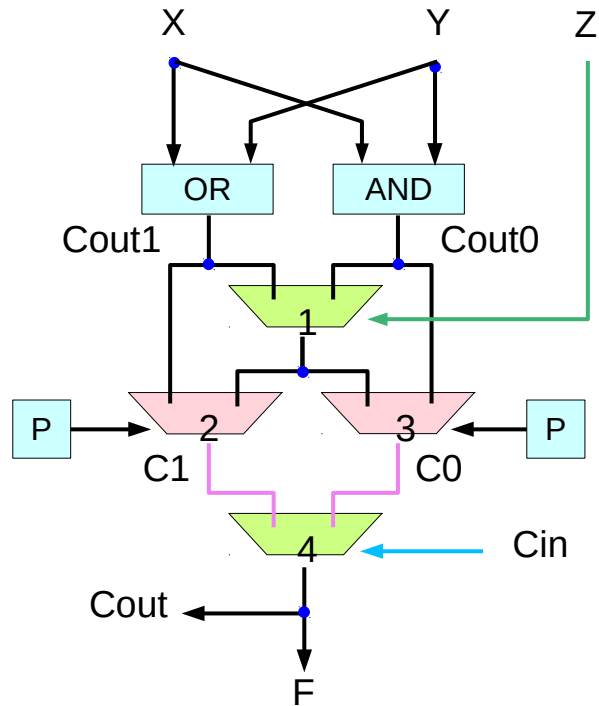 X Y Z
OR AND
Cout1 Cout0
1
P 2 3 P
C1 C0
4 Cin
Cout
F